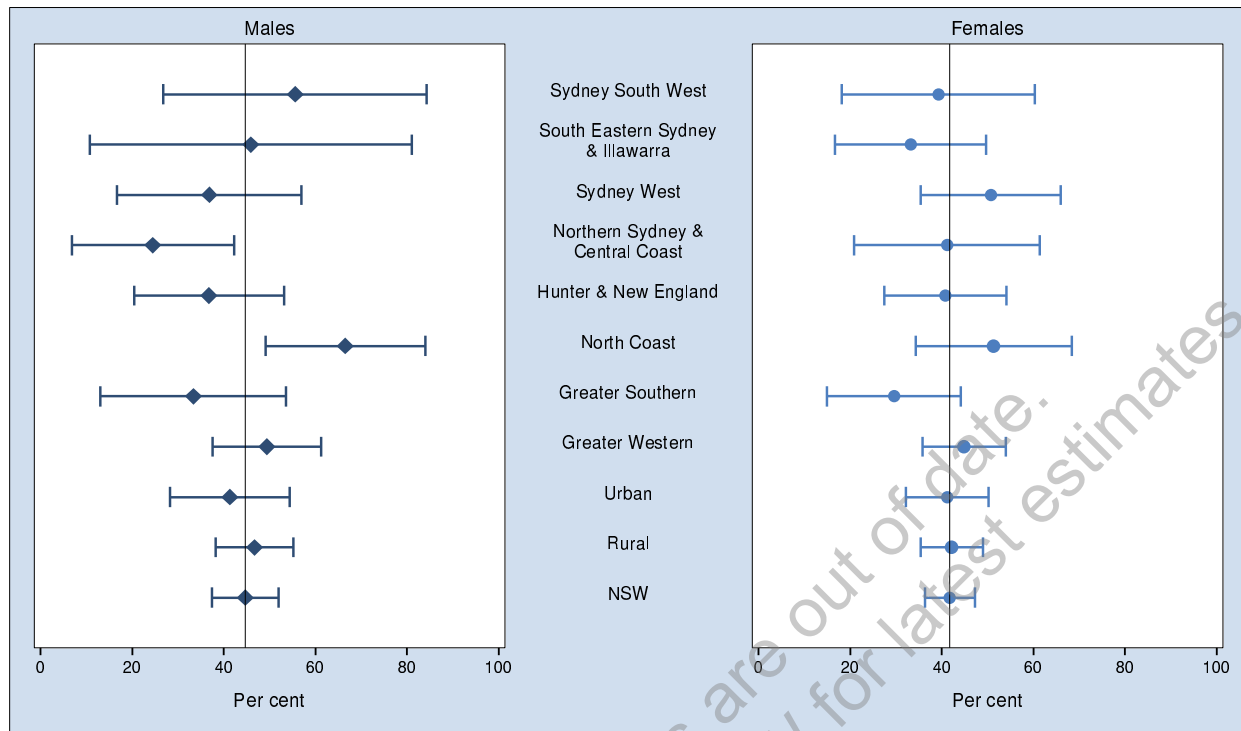 Males
Females
Sydney South West
South Eastern Sydney
& Illawarra
Sydney West
Northern Sydney &
Central Coast
Hunter & New England
North Coast
Greater Southern
Greater Western
Urban
Rural
NSW
0 20 40 60 80 100
0 20 40 60 80 100
Per cent
Per cent
are out of date.
for latest estimates